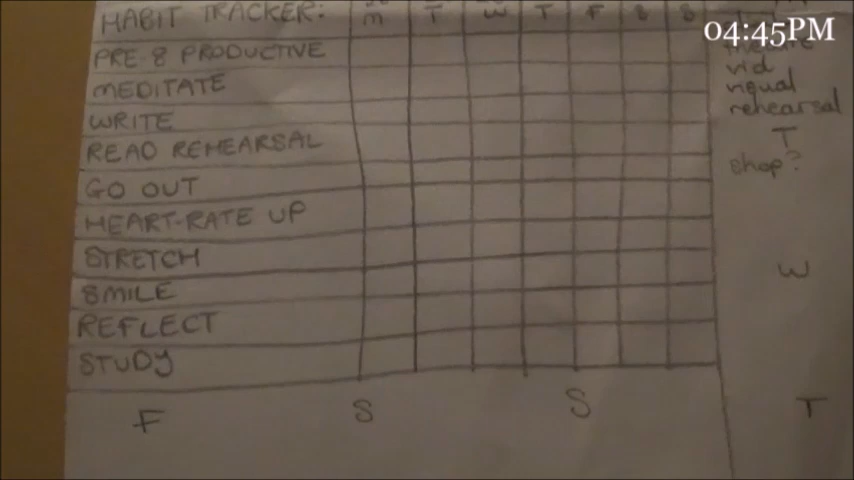 HABIT TRACKER: M T W T F S S
04:45PM
PRE-8 PRODUCTIVE
MEDITATE
WRITE
READ REHEARSAL
GO OUT
HEART-RATE UP
STRETCH
SMILE
REFLECT
STUDY
vid
rehearsal
T
shop?
W
T
F S S